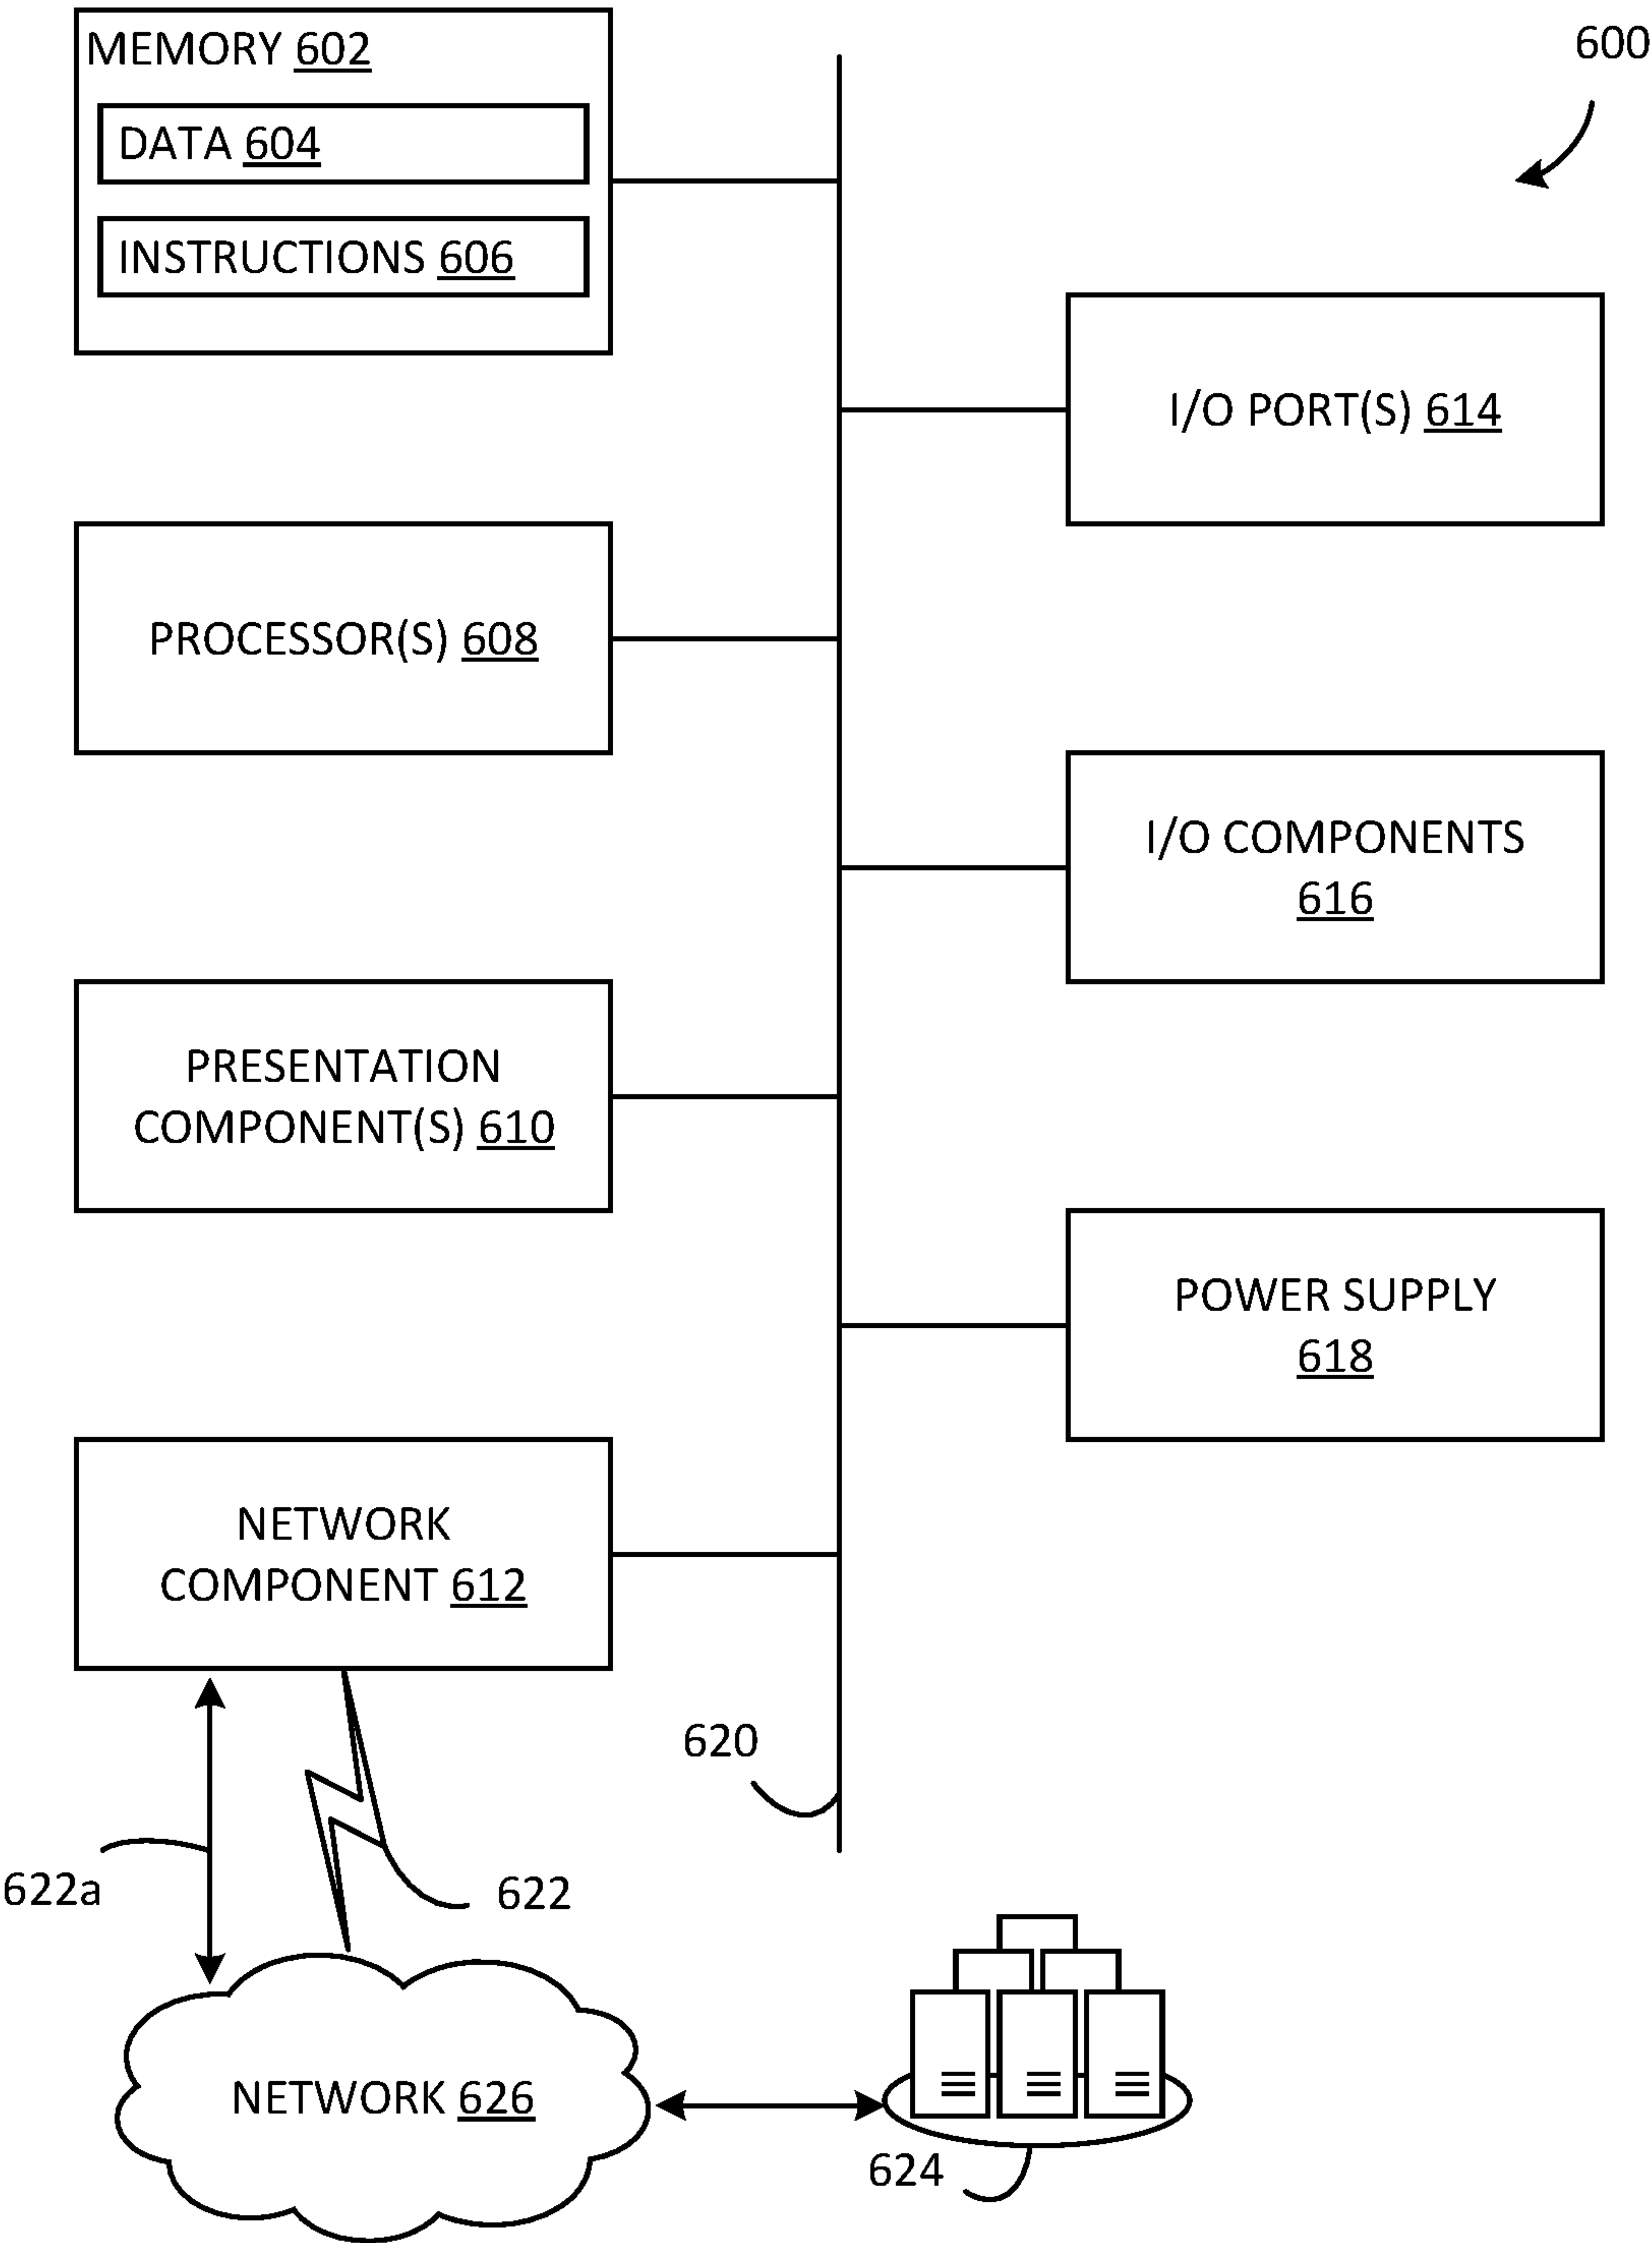 MEMORY 602
600
DATA 604
INSTRUCTIONS 606
I/O PORT(S) 614
PROCESSOR(S) 608
I/O COMPONENTS
616
PRESENTATION
COMPONENT(S) 610
POWER SUPPLY
618
NETWORK
COMPONENT 612
620
622a
622
NETWORK 626
624